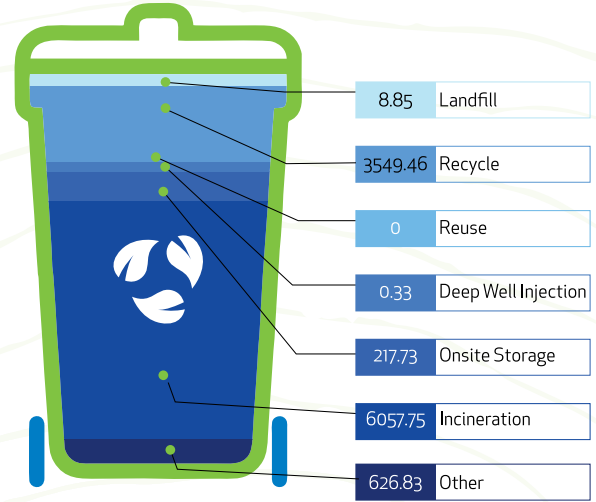 8.85 Landfill
3549.46 Recycle
0 Reuse
0.33 Deep Well Injection
217.73 Onsite Storage
6057.75 Incineration
626.83 Other